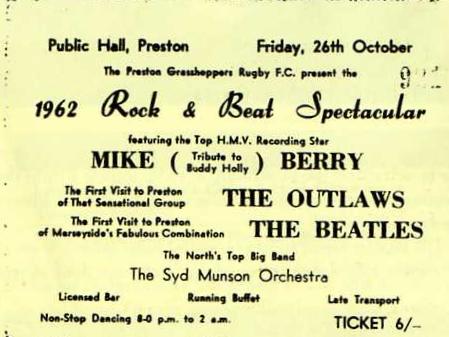 Public Hall, Preston Friday, 26th October
The Preston Grasshoppers Rugby F.C. present the
1962 Rock & Beat Spectacular
featuring the Top H.M.V. Recording Star
MIKE ( Tribute to Buddy Holly ) BERRY
The First Visit to Preston
of That Sensational Group THE OUTLAWS
The First Visit to Preston
of Merseyside's Fabulous Combination THE BEATLES
The North's Top Big Band
The Syd Munson Orchestra
Licensed Bar Running Buffet Late Transport
Non-Stop Dancing 8-0 p.m. to 2 a.m. TICKET 6/-